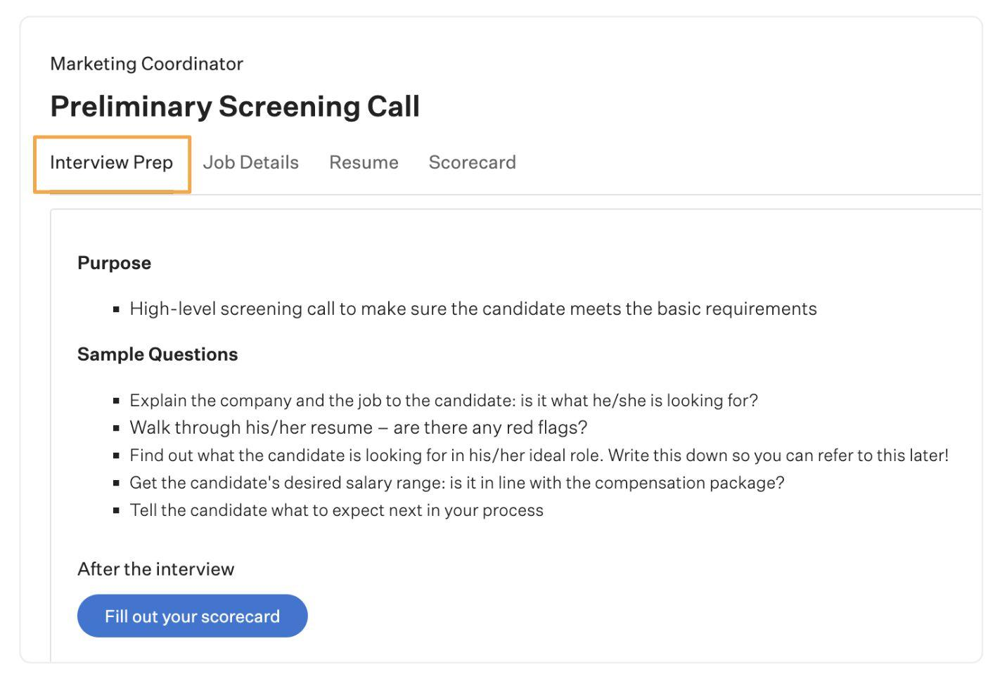 Marketing Coordinator
Preliminary Screening Call
Interview Prep Job Details Resume Scorecard
Purpose
▪ High-level screening call to make sure the candidate meets the basic requirements
Sample Questions
▪ Explain the company and the job to the candidate: is it what he/she is looking for?
▪ Walk through his/her resume – are there any red flags?
▪ Find out what the candidate is looking for in his/her ideal role. Write this down so you can refer to this later!
▪ Get the candidate's desired salary range: is it in line with the compensation package?
▪ Tell the candidate what to expect next in your process
After the interview
Fill out your scorecard